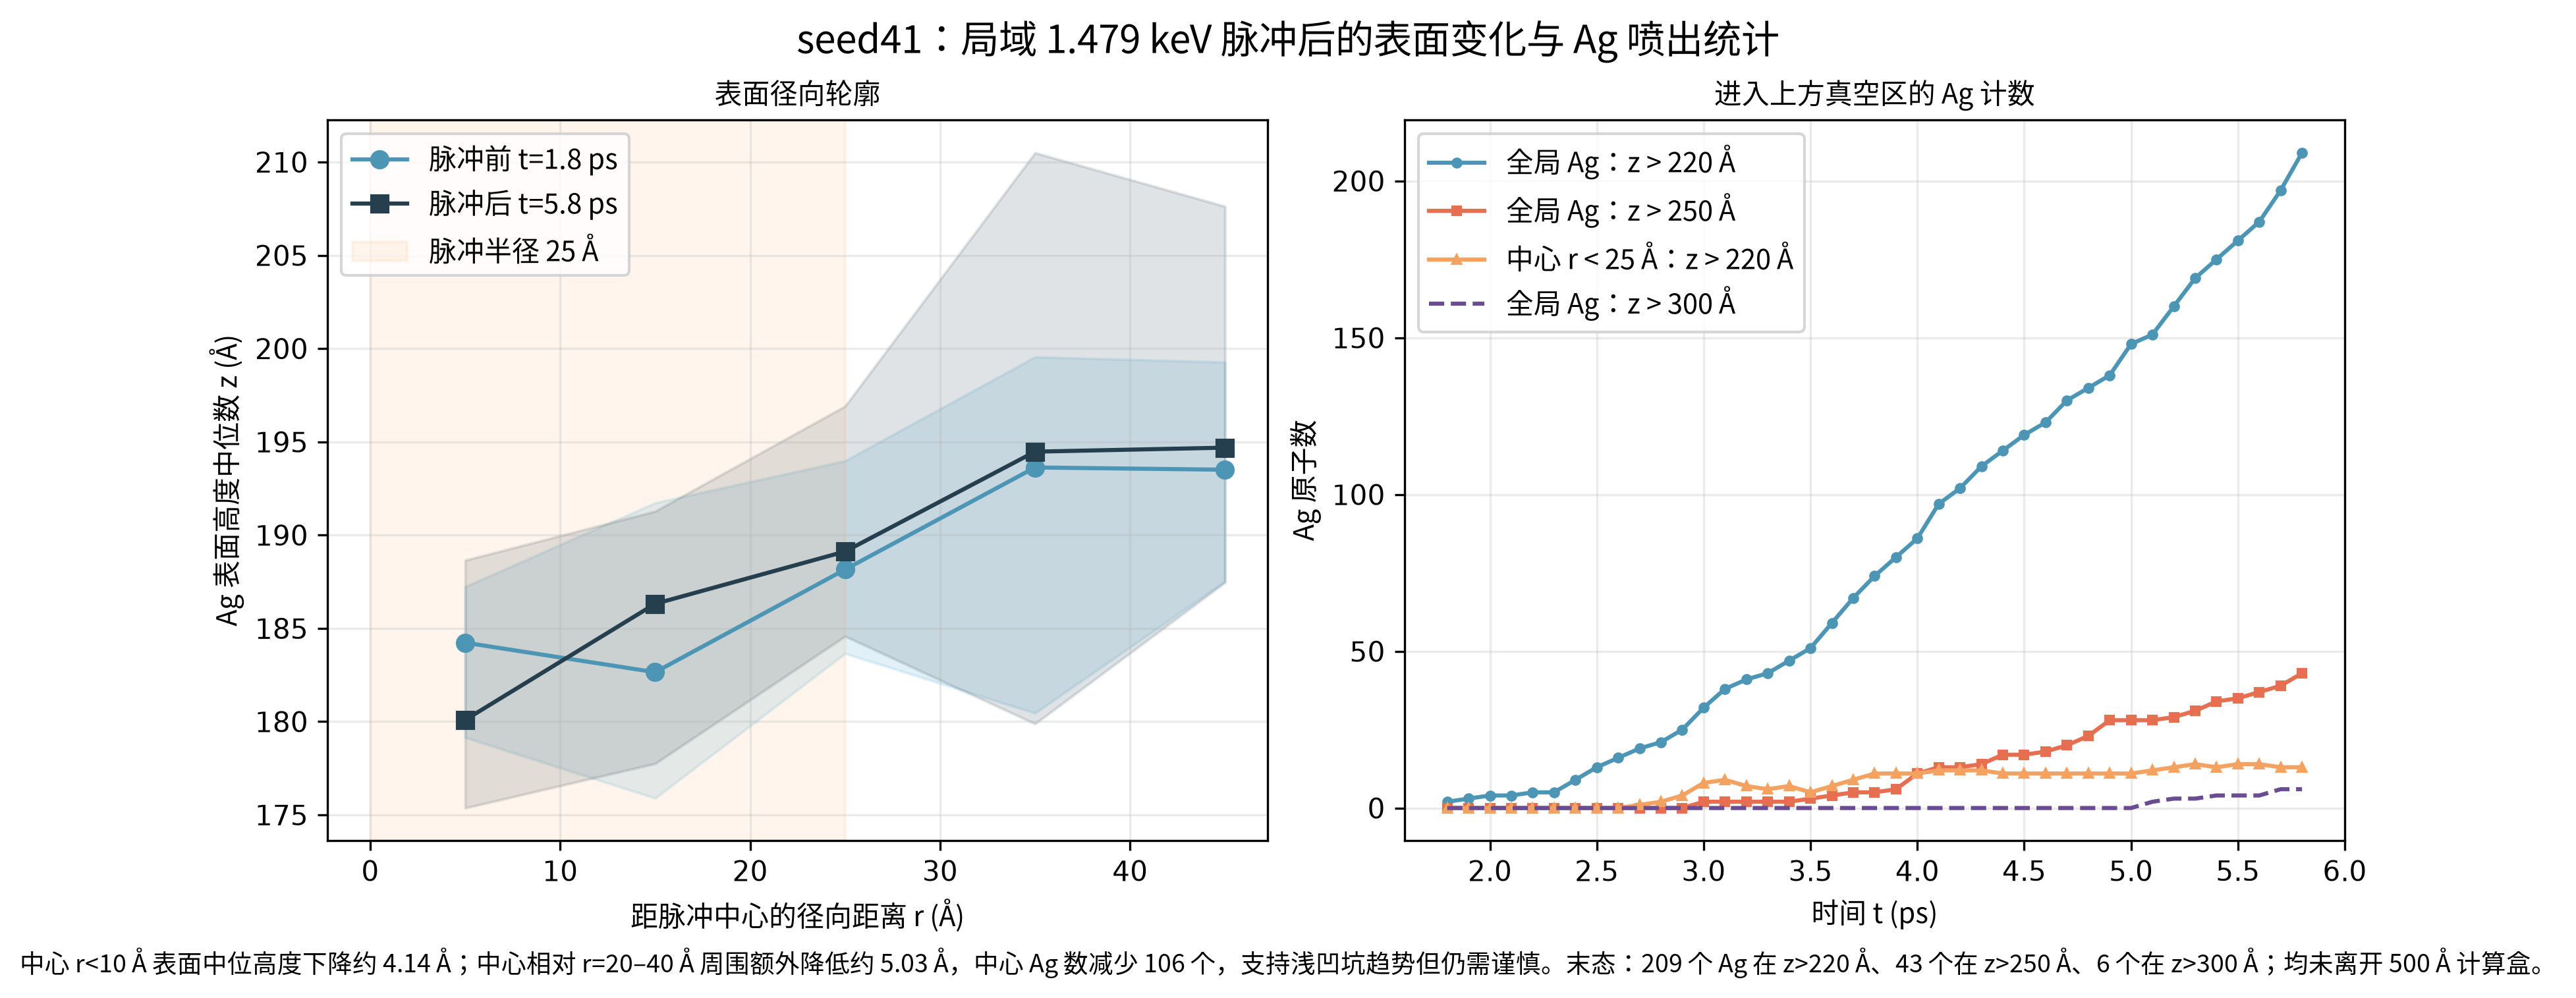 seed41：局域 1.479 keV 脉冲后的表面变化与 Ag 喷出统计
表面径向轮廓
脉冲前 t=1.8 ps
脉冲后 t=5.8 ps
脉冲半径 25 Å
Ag 表面高度中位数 z (Å)
210
205
200
195
190
185
180
175
0
10
20
30
40
距脉冲中心的径向距离 r (Å)
进入上方真空区的 Ag 计数
全局 Ag：z > 220 Å
全局 Ag：z > 250 Å
中心 r < 25 Å：z > 220 Å
全局 Ag：z > 300 Å
Ag 原子数
200
150
100
50
0
2.0
2.5
3.0
3.5
4.0
4.5
5.0
5.5
6.0
时间 t (ps)
中心 r<10 Å 表面中位高度下降约 4.14 Å；中心相对 r=20–40 Å 周围额外降低约 5.03 Å，中心 Ag 数减少 106 个，支持浅凹坑趋势但仍需谨慎。末态：209 个 Ag 在 z>220 Å、43 个在 z>250 Å、6 个在 z>300 Å；均未离开 500 Å 计算盒。